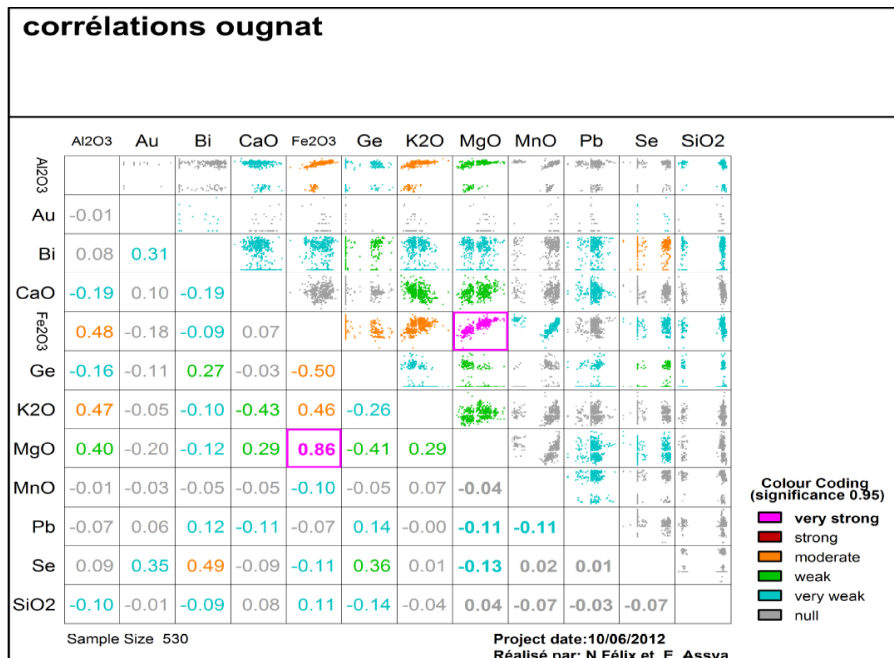 corrélations ougnat
Al2O3 Au Bi CaO Fe2O3 Ge K2O MgO MnO Pb Se SiO2
Al2O3
Au -0.01
Bi 0.08 0.31
CaO -0.19 0.10 -0.19
Fe2O3 0.48 -0.18 -0.09 0.07
Ge -0.16 -0.11 0.27 -0.03 -0.50
K2O 0.47 -0.05 -0.10 -0.43 0.46 -0.26
MgO 0.40 -0.20 -0.12 0.29 0.86 -0.41 0.29
MnO -0.01 -0.03 -0.05 -0.05 -0.10 -0.05 0.07 -0.04
Pb -0.07 0.06 0.12 -0.11 -0.07 0.14 -0.00 -0.11 -0.11
Se 0.09 0.35 0.49 -0.09 -0.11 0.36 0.01 -0.13 0.02 0.01
SiO2 -0.10 -0.01 -0.09 0.08 0.11 -0.14 -0.04 0.04 -0.07 -0.03 -0.07
Colour Coding
(significance 0.95)
very strong
strong
moderate
weak
very weak
null
Sample Size 530
Project date:10/06/2012
Réalisé par: N.Félix et E. Assya